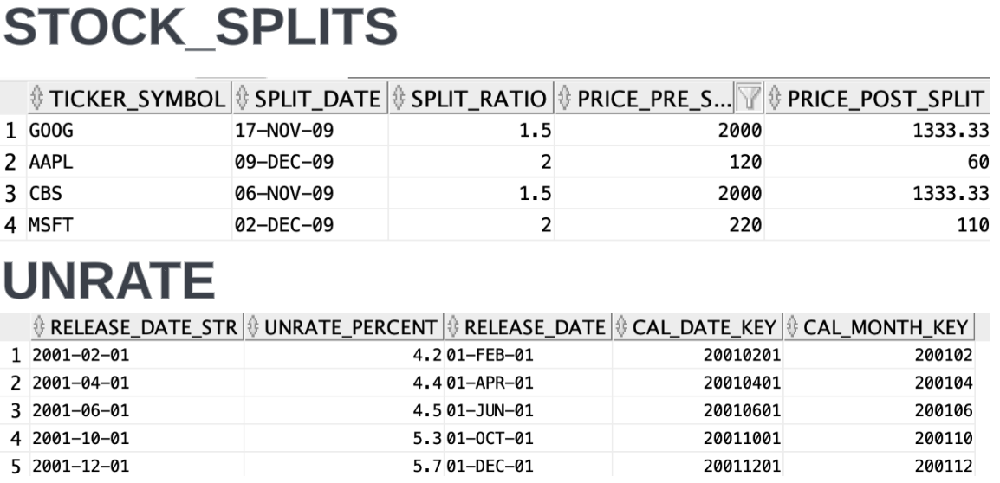 STOCK_SPLITS
TICKER_SYMBOL SPLIT_DATE SPLIT_RATIO PRICE_PRE_S... PRICE_POST_SPLIT
1 GOOG 17-NOV-09 1.5 2000 1333.33
2 AAPL 09-DEC-09 2 120 60
3 CBS 06-NOV-09 1.5 2000 1333.33
4 MSFT 02-DEC-09 2 220 110
UNRATE
RELEASE_DATE_STR UNRATE_PERCENT RELEASE_DATE CAL_DATE_KEY CAL_MONTH_KEY
1 2001-02-01 4.2 01-FEB-01 20010201 200102
2 2001-04-01 4.4 01-APR-01 20010401 200104
3 2001-06-01 4.5 01-JUN-01 20010601 200106
4 2001-10-01 5.3 01-OCT-01 20011001 200110
5 2001-12-01 5.7 01-DEC-01 20011201 200112